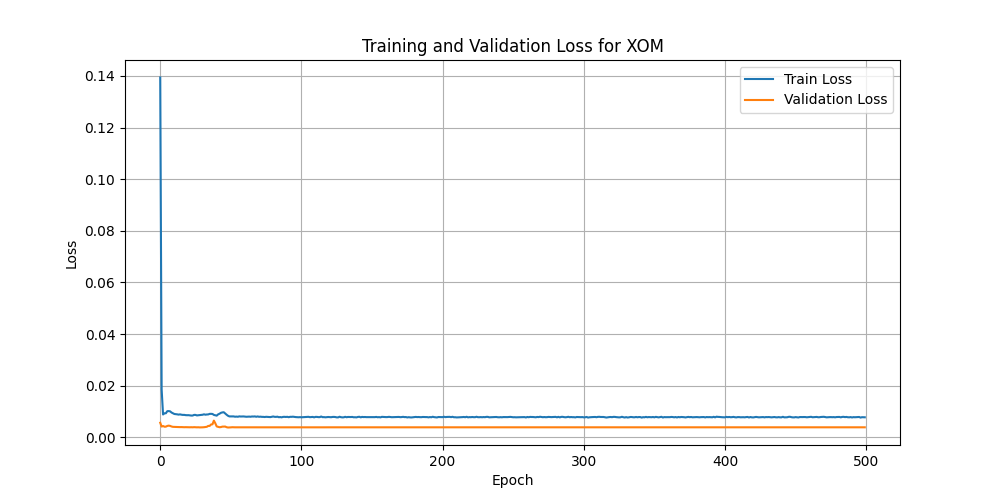 Training and Validation Loss for XOM
Train Loss
Validation Loss
Loss
0.14
0.12
0.10
0.08
0.06
0.04
0.02
0.00
0 100 200 300 400 500
Epoch